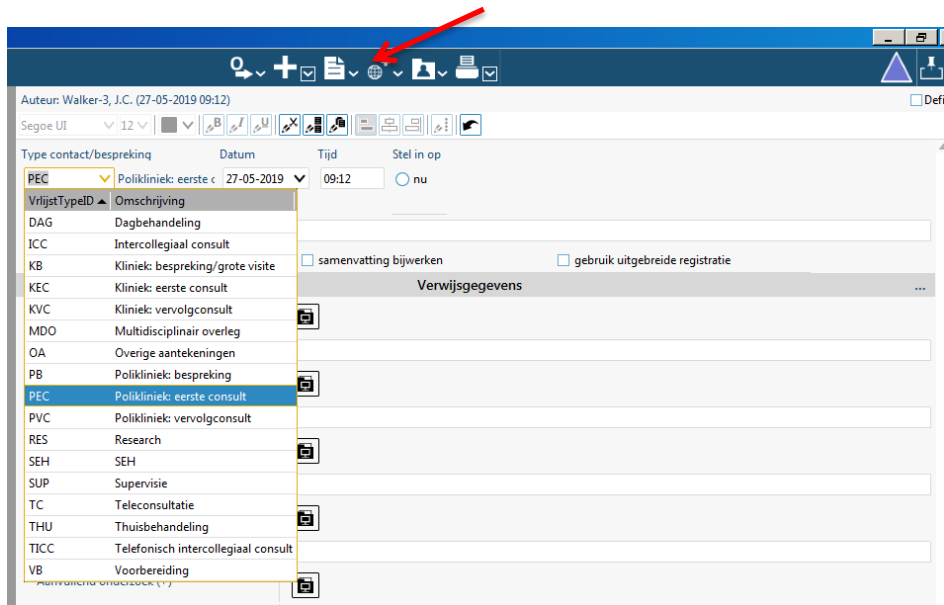 Auteur: Walker-3, J.C. (27-05-2019 09:12)
Defi
Segoe UI 12 B I U
Type contact/bespreking Datum Tijd Stel in op
PEC Polikliniek: eerste c 27-05-2019 09:12 nu
VrlijstTypeID Omschrijving
DAG Dagbehandeling
ICC Intercollegiaal consult
KB Kliniek: bespreking/grote visite
samenvatting bijwerken gebruik uitgebreide registratie
KEC Kliniek: eerste consult
Verwijsgegevens ...
KVC Kliniek: vervolgconsult
MDO Multidisciplinair overleg
OA Overige aantekeningen
PB Polikliniek: bespreking
PEC Polikliniek: eerste consult
PVC Polikliniek: vervolgconsult
RES Research
SEH SEH
SUP Supervisie
TC Teleconsultatie
THU Thuisbehandeling
TICC Telefonisch intercollegiaal consult
VB Voorbereiding